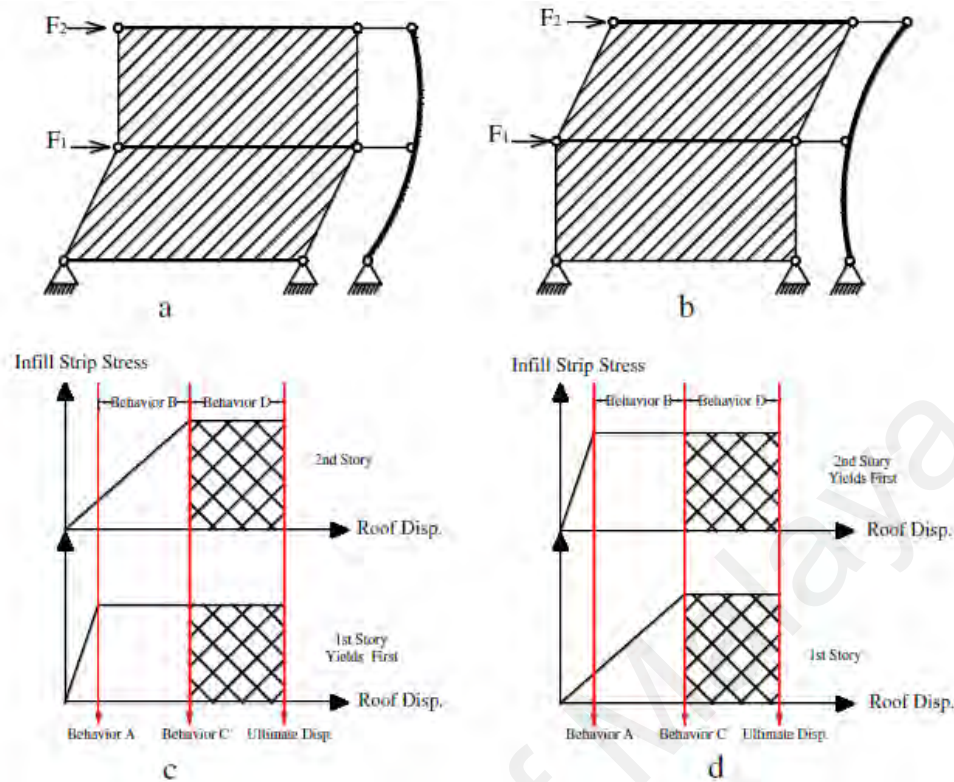 F₂
F₁
a
F₂
F₁
b
Infill Strip Stress
Behavior B
Behavior D
2nd Story
Roof Disp.
1st Story
Yields First
Roof Disp.
Behavior A
Behavior C
Ultimate Disp.
c
Infill Strip Stress
Behavior B
Behavior D
2nd Story
Yields First
Roof Disp.
1st Story
Roof Disp.
Behavior A
Behavior C
Ultimate Disp.
d
of Malaya